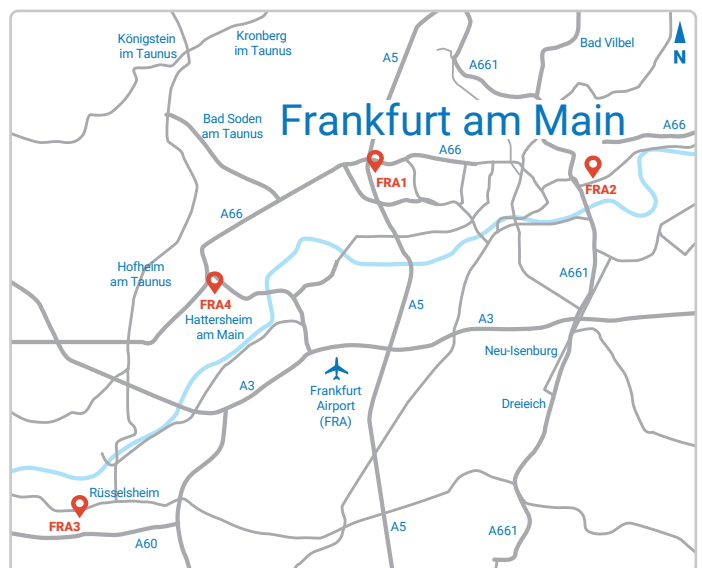 Königstein
im Taunus
Kronberg
im Taunus
A5
A661
Bad Vilbel
N
Bad Soden
am Taunus
Frankfurt am Main
A66
A66
FRA1
FRA2
A66
Hofheim
am Taunus
FRA4
Hattersheim
am Main
A661
A5
A3
Neu-Isenburg
A3
Frankfurt
Airport
(FRA)
Dreieich
Rüsselsheim
FRA3
A60
A5
A661